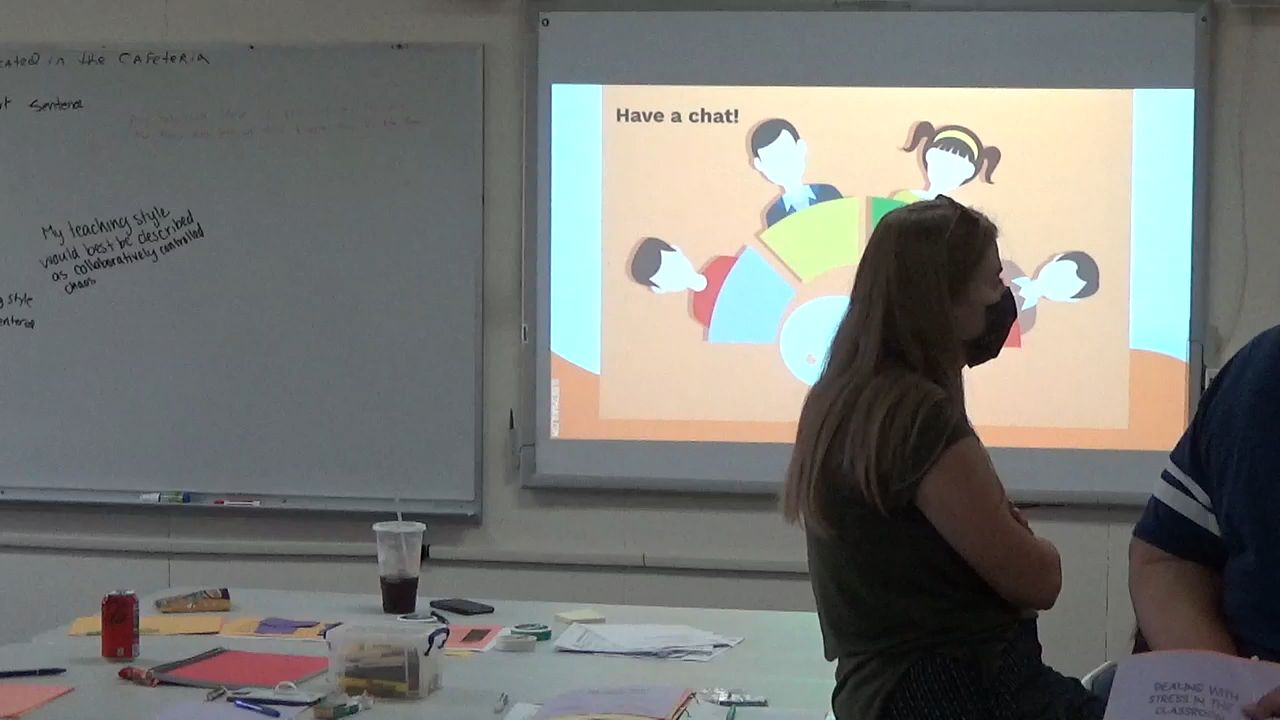 eated in the CAFETERIA
sentence
My teaching style
would best be described
as collaboratively controlled
chaos
style
Have a chat!
DEALING WITH
STRESS IN THE
CLASSROOM